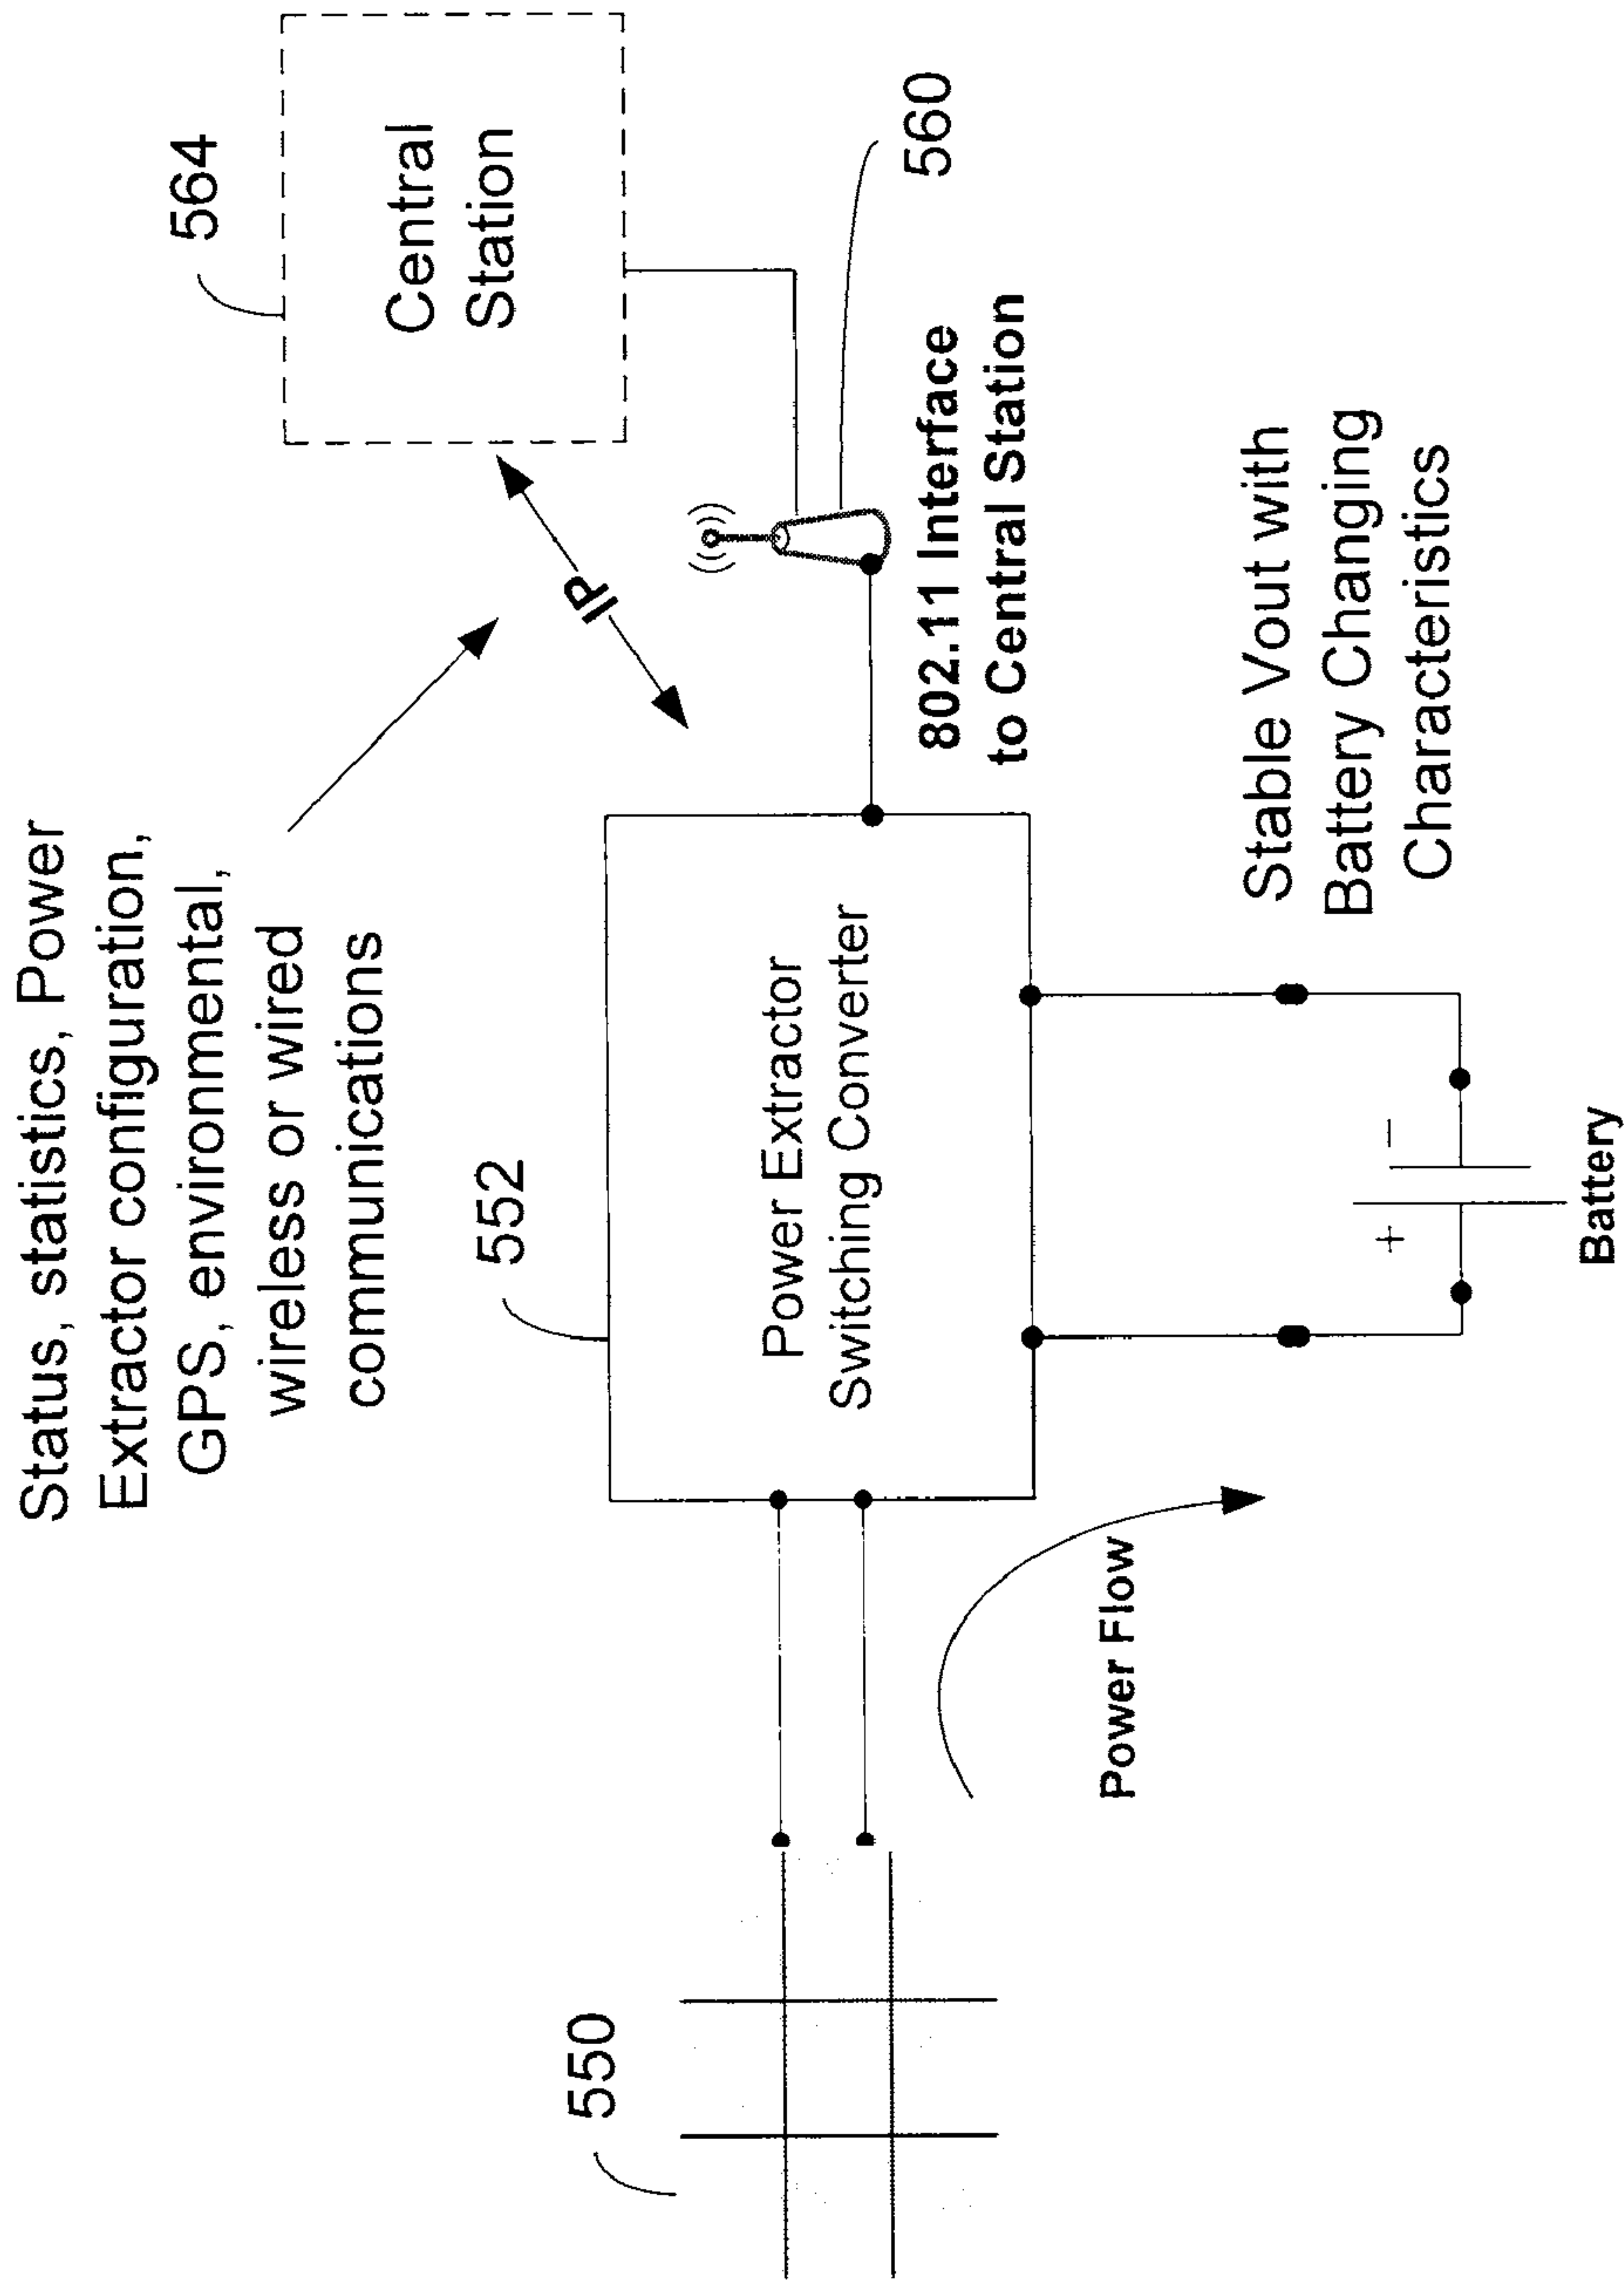 Status, statistics, Power
Extractor configuration,
GPS, environmental,
wireless or wired
communications
564
Central
Station
IP
552
Power Extractor
Switching Converter
560
802.11 Interface
to Central Station
550
Power Flow
Stable Vout with
Battery Changing
Characteristics
+
−
Battery